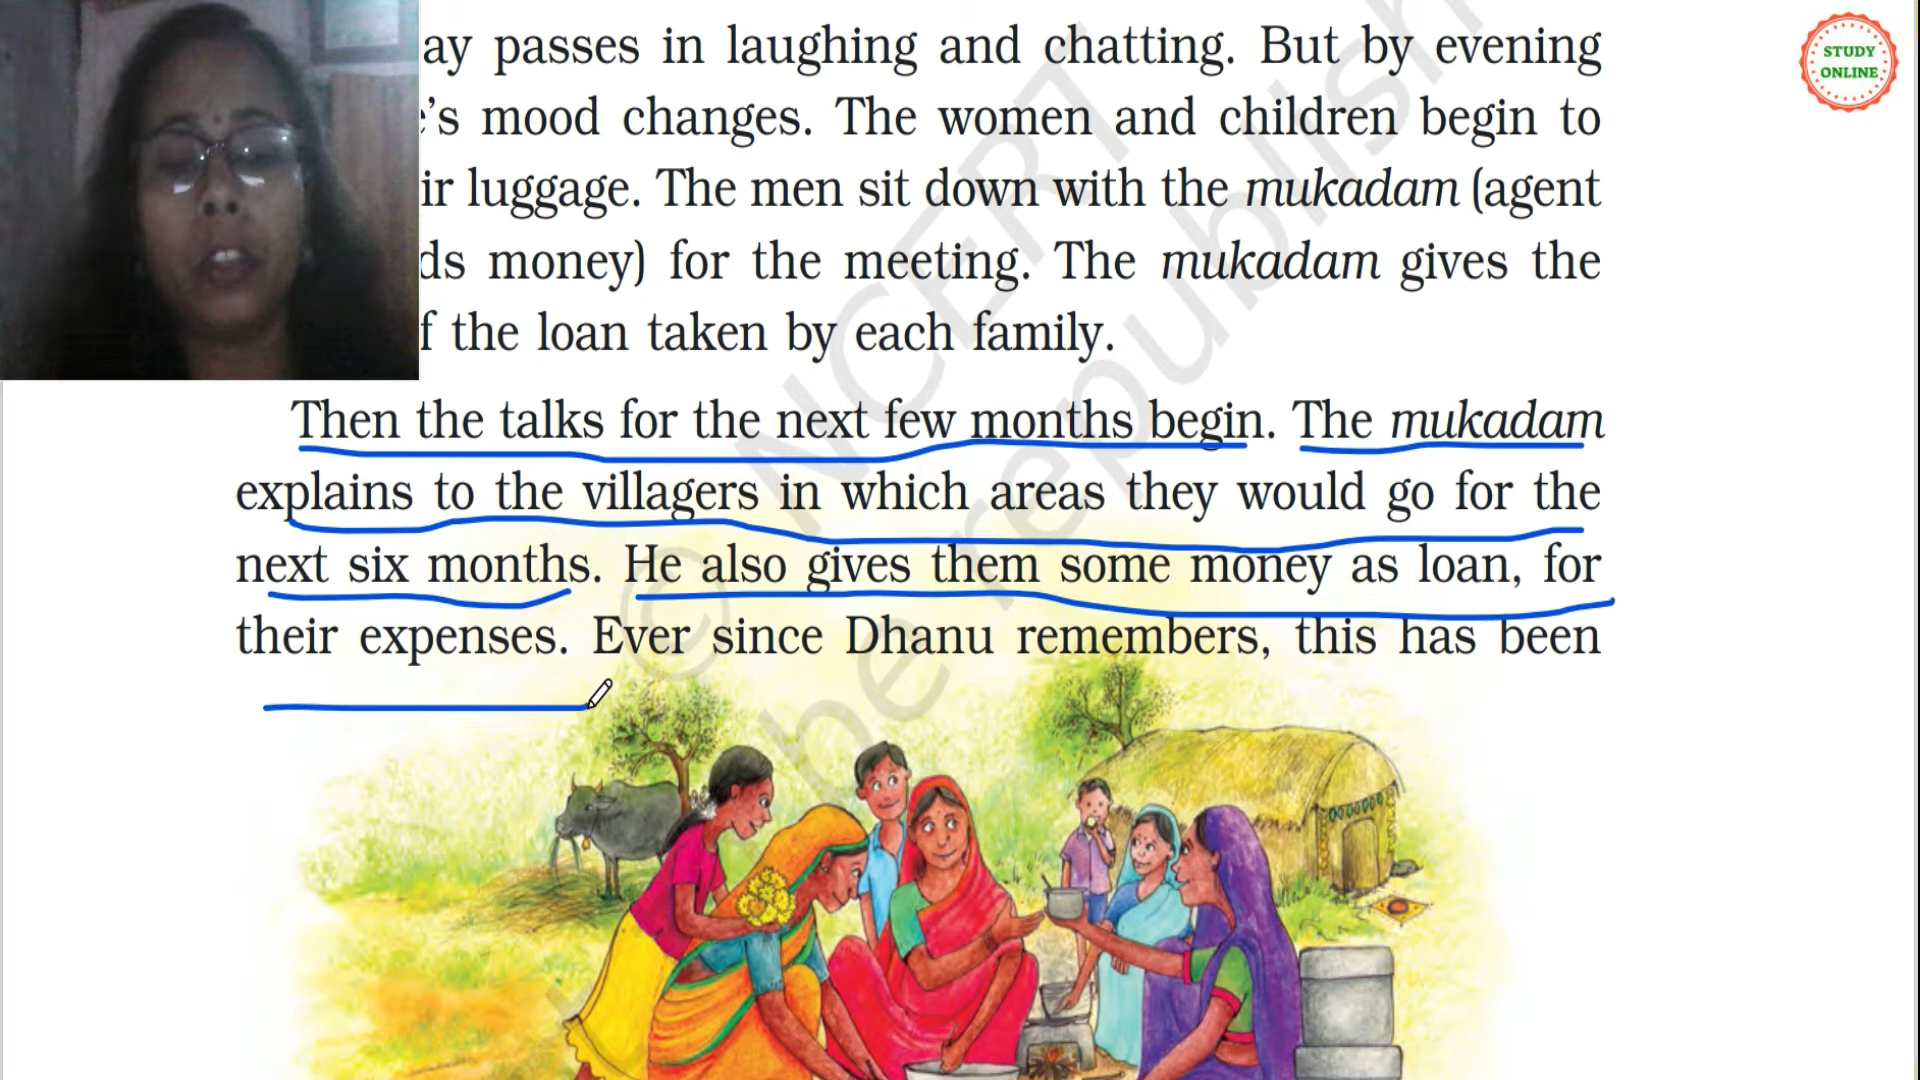 ay passes in laughing and chatting. But by evening
's mood changes. The women and children begin to
ir luggage. The men sit down with the mukadam (agent
ds money) for the meeting. The mukadam gives the
f the loan taken by each family.
Then the talks for the next few months begin. The mukadam
explains to the villagers in which areas they would go for the
next six months. He also gives them some money as loan, for
their expenses. Ever since Dhanu remembers, this has been
STUDY
ONLINE
© NCERT
be republish